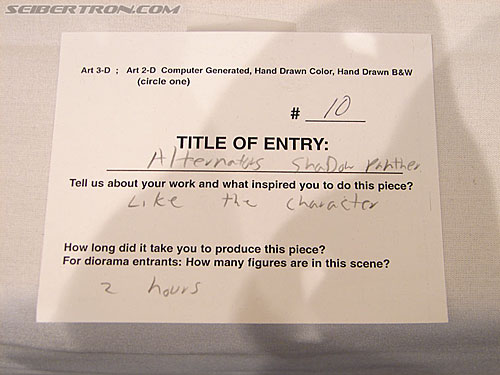 SEIBERTRON.COM
Art 3-D ; Art 2-D Computer Generated, Hand Drawn Color, Hand Drawn B&W
(circle one)
# 10
TITLE OF ENTRY:
Alternators Shadow Panther
Tell us about your work and what inspired you to do this piece?
Like the character
How long did it take you to produce this piece?
For diorama entrants: How many figures are in this scene?
2 hours